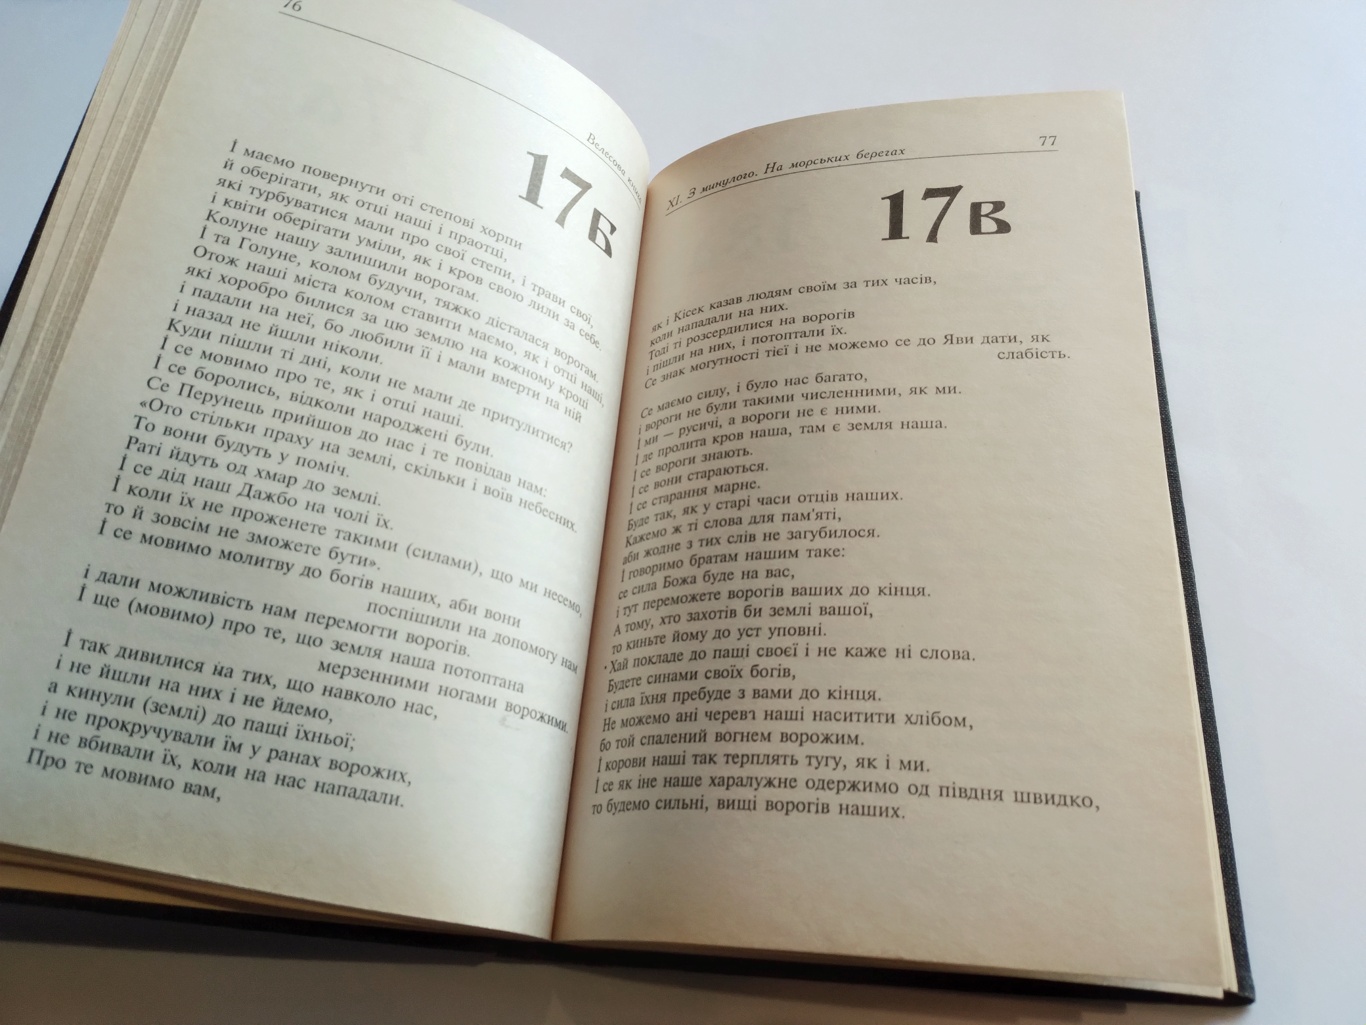 76
Велесова книга
17Б
І маємо повернути оті степові хорпи
й оберігати, як отці наші і праотці,
які турбуватися мали про свої степи, і трави свої,
і квіти оберігати уміли, як і кров свою лили за себе.
Колуне нашу залишили ворогам.
І та Голуне, колом будучи, тяжко дісталася ворогам.
Отож наші міста колом ставити маємо, як і отці наші,
які хоробро билися за цю землю на кожному кроці
і падали на неї, бо любили її і мали вмерти на ній
і назад не йшли ніколи.
Куди пішли ті дні, коли не мали де притулитися?
І се мовимо про те, як і отці наші.
І се боролись, відколи народжені були.
Се Перунець прийшов до нас і те повідав нам:
«Ото стільки праху на землі, скільки і воїв небесних.
То вони будуть у поміч.
Раті йдуть од хмар до землі.
І се дід наш Дажбо на чолі їх.
І коли їх не проженете такими (силами), що ми несемо,
то й зовсім не зможете бути».
І се мовимо молитву до богів наших, аби вони
поспішили на допомогу нам
і дали можливість нам перемогти ворогів.
І ще (мовимо) про те, що земля наша потоптана
мерзенними ногами ворожими.
І так дивилися на тих, що навколо нас,
і не йшли на них і не йдемо,
а кинули (землі) до пащі їхньої;
і не прокручували їм у ранах ворожих,
і не вбивали їх, коли на нас нападали.
Про те мовимо вам,
XI. З минулого. На морських берегах
77
17В
як і Кісек казав людям своїм за тих часів,
коли нападали на них.
Тоді ті розсердилися на ворогів
і пішли на них, і потоптали їх.
Се знак могутності тієї і не можемо се до Яви дати, як
слабість.
Се маємо силу, і було нас багато,
і вороги не були такими численними, як ми.
І ми – русичі, а вороги не є ними.
І де пролита кров наша, там є земля наша.
І се вороги знають.
І се вони стараються.
І се старання марне.
Буде так, як у старі часи отців наших.
Кажемо ж ті слова для пам'яті,
аби жодне з тих слів не загубилося.
І говоримо братам нашим таке:
се сила Божа буде на вас,
і тут переможете ворогів ваших до кінця.
А тому, хто захотів би землі вашої,
то киньте йому до уст уповні.
Хай покладе до пащі своєї і не каже ні слова.
Будете синами своїх богів,
і сила їхня пребуде з вами до кінця.
Не можемо ані черева наші наситити хлібом,
бо той спалений вогнем ворожим.
І корови наші так терплять тугу, як і ми.
І се як іне наше харалужне одержимо од півдня швидко,
то будемо сильні, вищі ворогів наших.